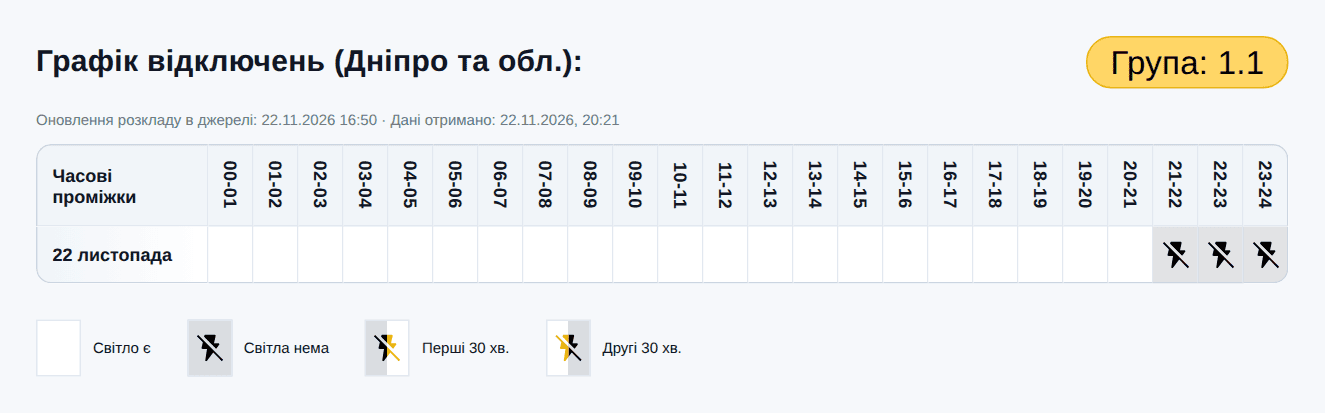 Графік відключень (Дніпро та обл.):
Група: 1.1
Оновлення розкладу в джерелі: 22.11.2026 16:50 · Дані отримано: 22.11.2026, 20:21
Часові
проміжки
00-01
01-02
02-03
03-04
04-05
05-06
06-07
07-08
08-09
09-10
10-11
11-12
12-13
13-14
14-15
15-16
16-17
17-18
18-19
19-20
20-21
21-22
22-23
23-24
22 листопада
Світло є
Світла нема
Перші 30 хв.
Другі 30 хв.